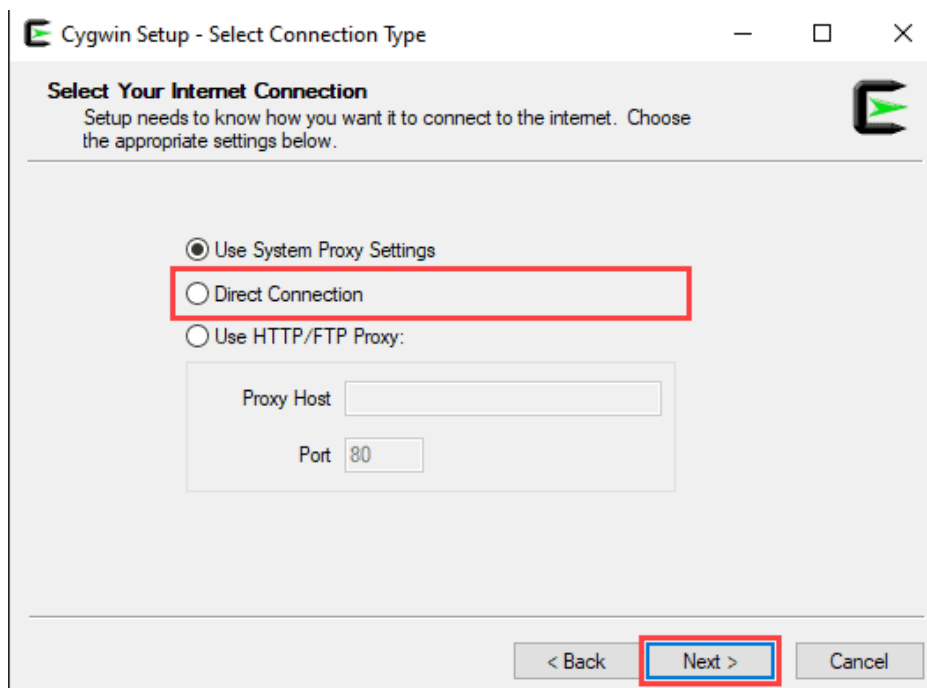 Cygwin Setup - Select Connection Type
Select Your Internet Connection
Setup needs to know how you want it to connect to the internet. Choose
the appropriate settings below.
Use System Proxy Settings
Direct Connection
Use HTTP/FTP Proxy:
Proxy Host
Port 80
< Back Next > Cancel